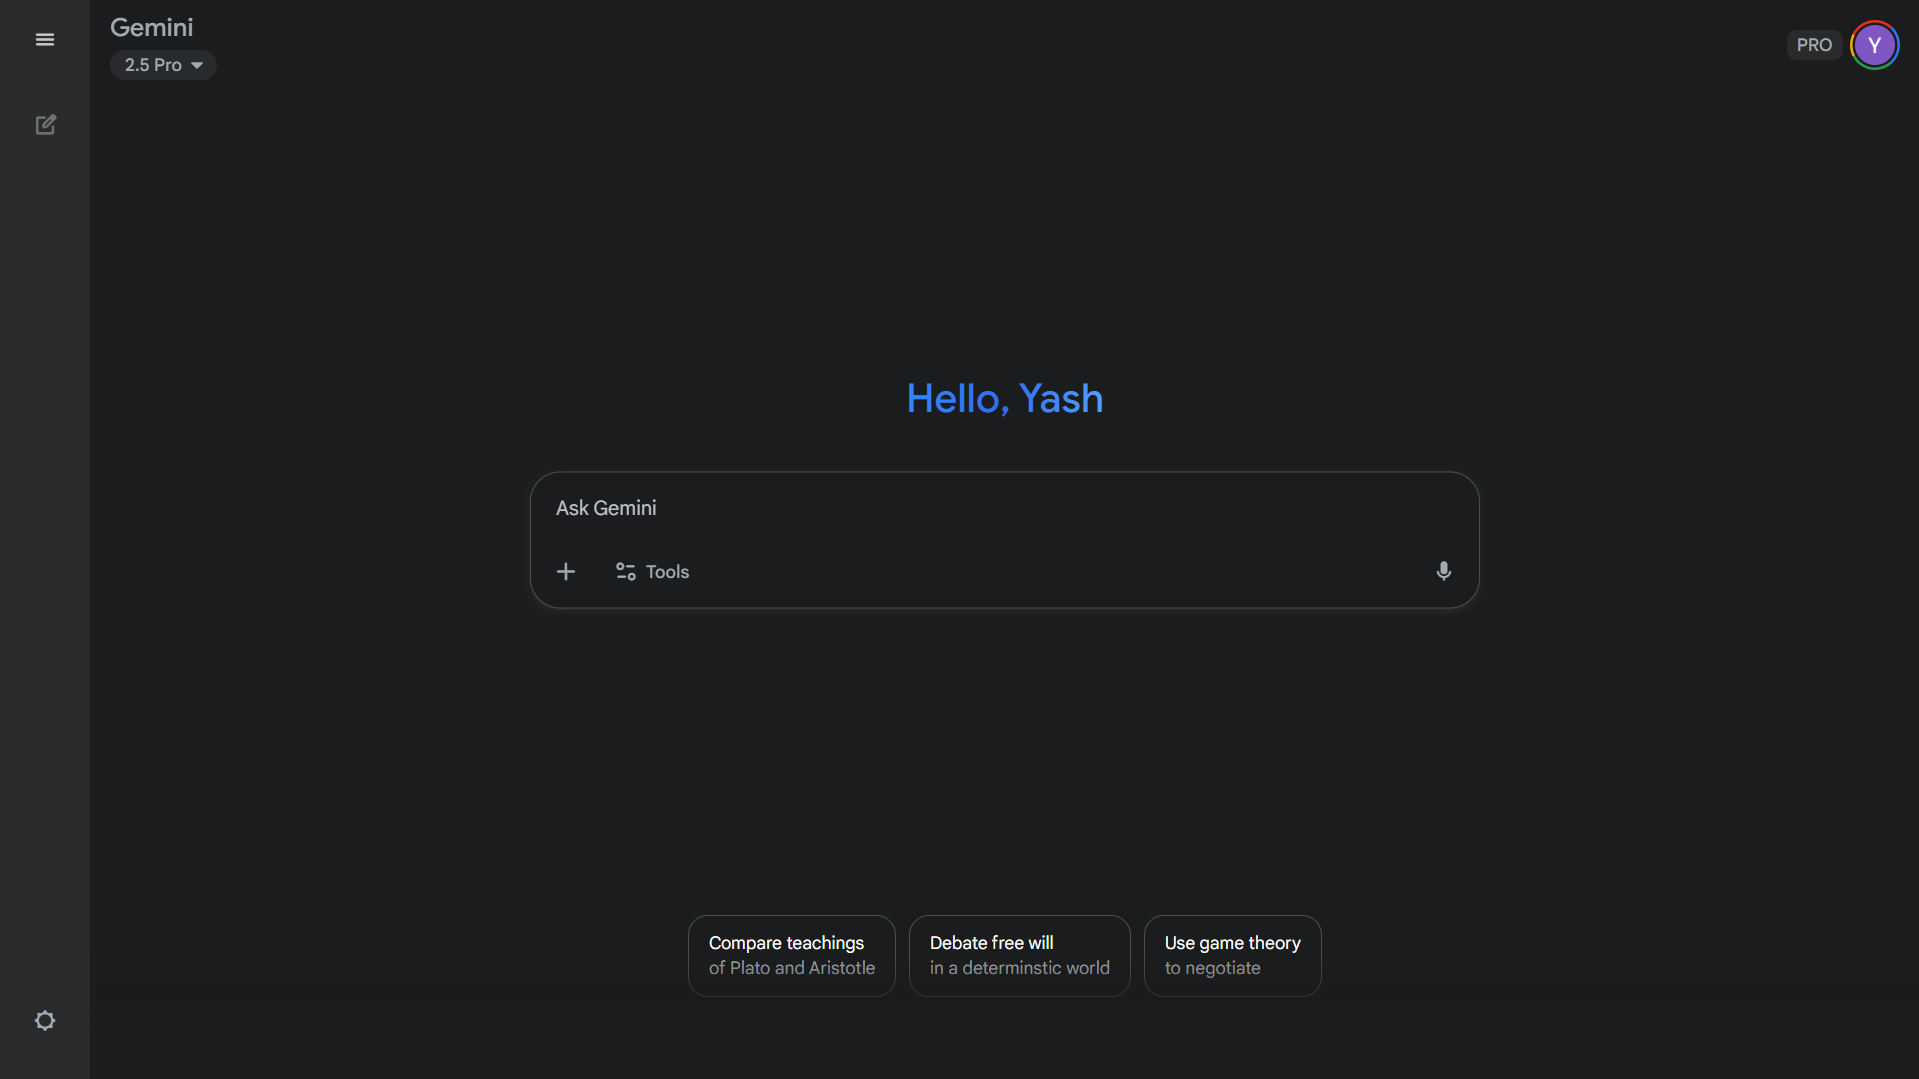 Gemini
2.5 Pro
PRO
Y
Hello, Yash
Ask Gemini
Tools
Compare teachings
of Plato and Aristotle
Debate free will
in a determinstic world
Use game theory
to negotiate